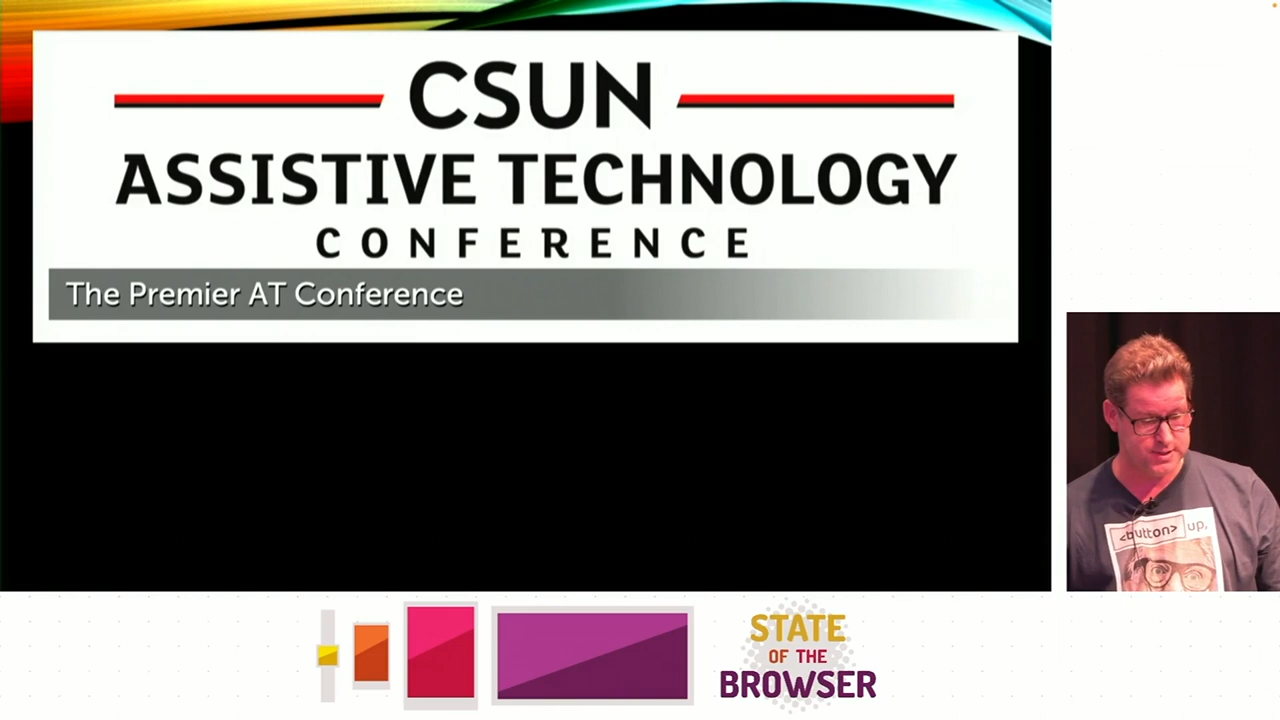 CSUN
ASSISTIVE TECHNOLOGY
CONFERENCE
The Premier AT Conference
<button> up,
STATE
OF THE
BROWSER